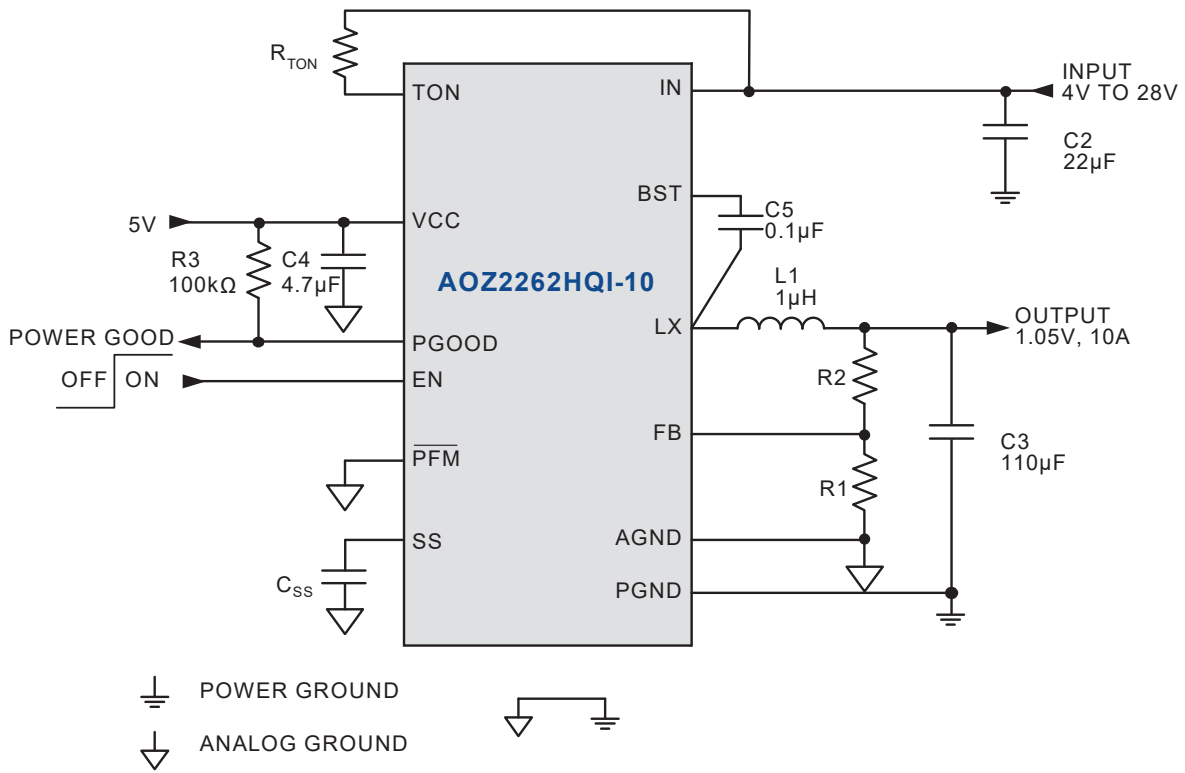 R_TON
TON
IN
INPUT
4V TO 28V
C2
22µF
BST
C5
0.1µF
5V
VCC
R3
100kΩ
C4
4.7µF
AOZ2262HQI-10
L1
1µH
LX
OUTPUT
1.05V, 10A
POWER GOOD
PGOOD
OFF ON
EN
R2
FB
C3
110µF
PFM
R1
SS
AGND
C_SS
PGND
POWER GROUND
ANALOG GROUND